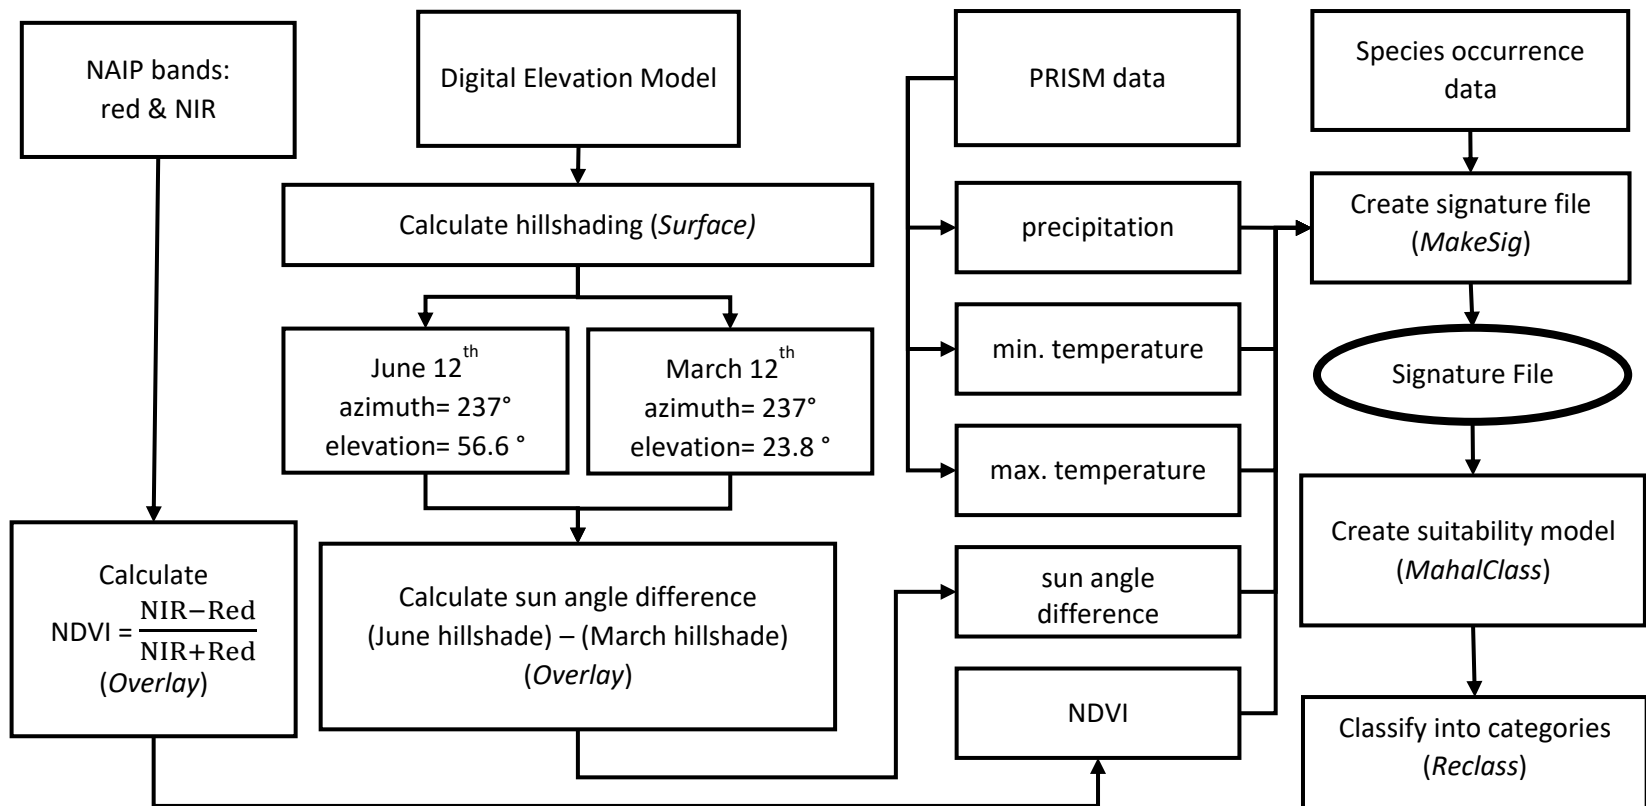 NAIP bands:
red & NIR
Digital Elevation Model
Calculate hillshading (Surface)
June 12th
azimuth= 237°
elevation= 56.6 °
March 12th
azimuth= 237°
elevation= 23.8 °
Calculate
NDVI = NIR−Red
NIR+Red
(Overlay)
Calculate sun angle difference
(June hillshade) – (March hillshade)
(Overlay)
PRISM data
precipitation
min. temperature
max. temperature
sun angle
difference
NDVI
Species occurrence
data
Create signature file
(MakeSig)
Signature File
Create suitability model
(MahalClass)
Classify into categories
(Reclass)